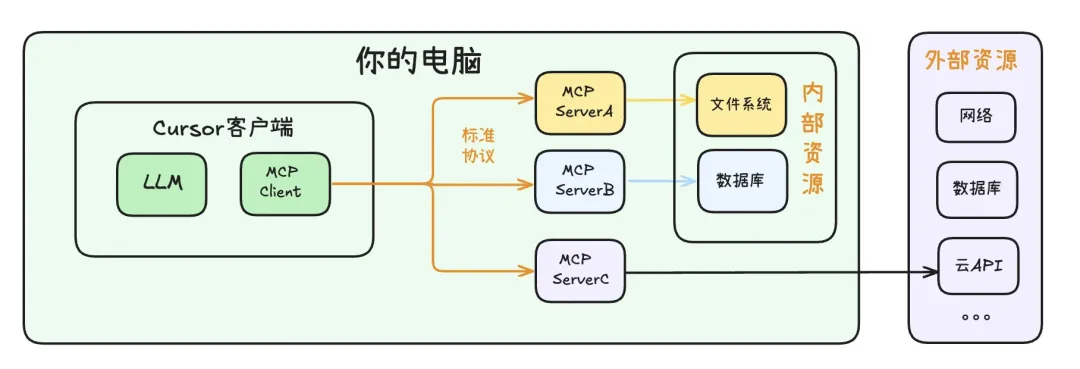 你的电脑
Cursor客户端
LLM
MCP
Client
标准
协议
MCP
ServerA
MCP
ServerB
MCP
ServerC
文件系统
数据库
内
部
资
源
外部资源
网络
数据库
云API
。。。